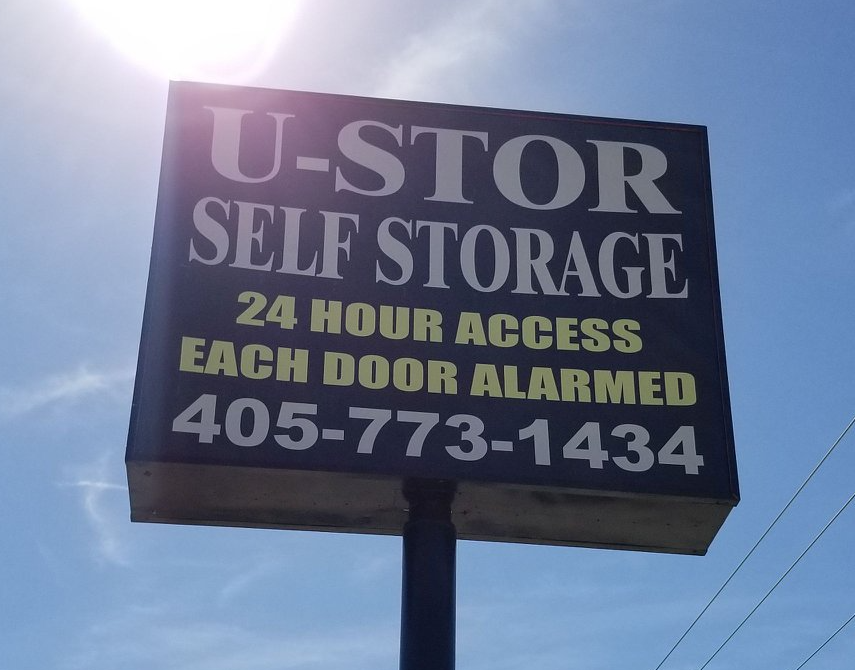 U-STOR
SELF STORAGE
24 HOUR ACCESS
EACH DOOR ALARMED
405-773-1434